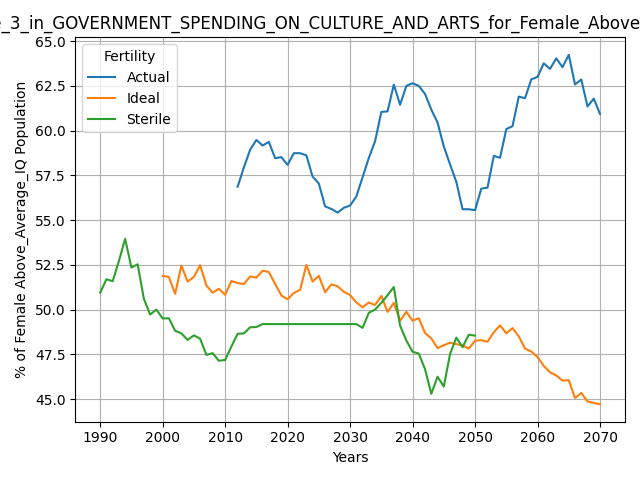 _3_in_GOVERNMENT_SPENDING_ON_CULTURE_AND_ARTS_for_Female_Above
65.0
62.5
60.0
57.5
55.0
52.5
50.0
47.5
45.0
% of Female Above_Average_IQ Population
Fertility
Actual
Ideal
Sterile
1990 2000 2010 2020 2030 2040 2050 2060 2070
Years